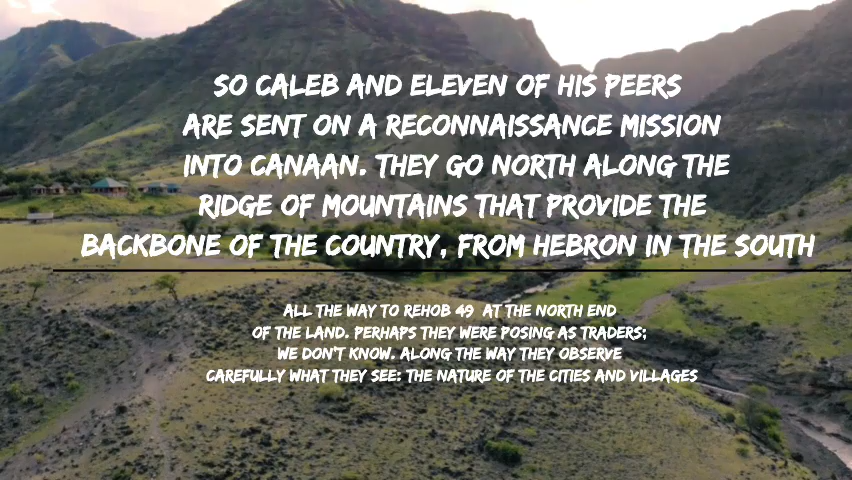 SO CALEB AND ELEVEN OF HIS PEERS
ARE SENT ON A RECONNAISSANCE MISSION
INTO CANAAN. THEY GO NORTH ALONG THE
RIDGE OF MOUNTAINS THAT PROVIDE THE
BACKBONE OF THE COUNTRY, FROM HEBRON IN THE SOUTH
ALL THE WAY TO REHOB 49 AT THE NORTH END
OF THE LAND. PERHAPS THEY WERE POSING AS TRADERS;
WE DON'T KNOW. ALONG THE WAY THEY OBSERVE
CAREFULLY WHAT THEY SEE: THE NATURE OF THE CITIES AND VILLAGES